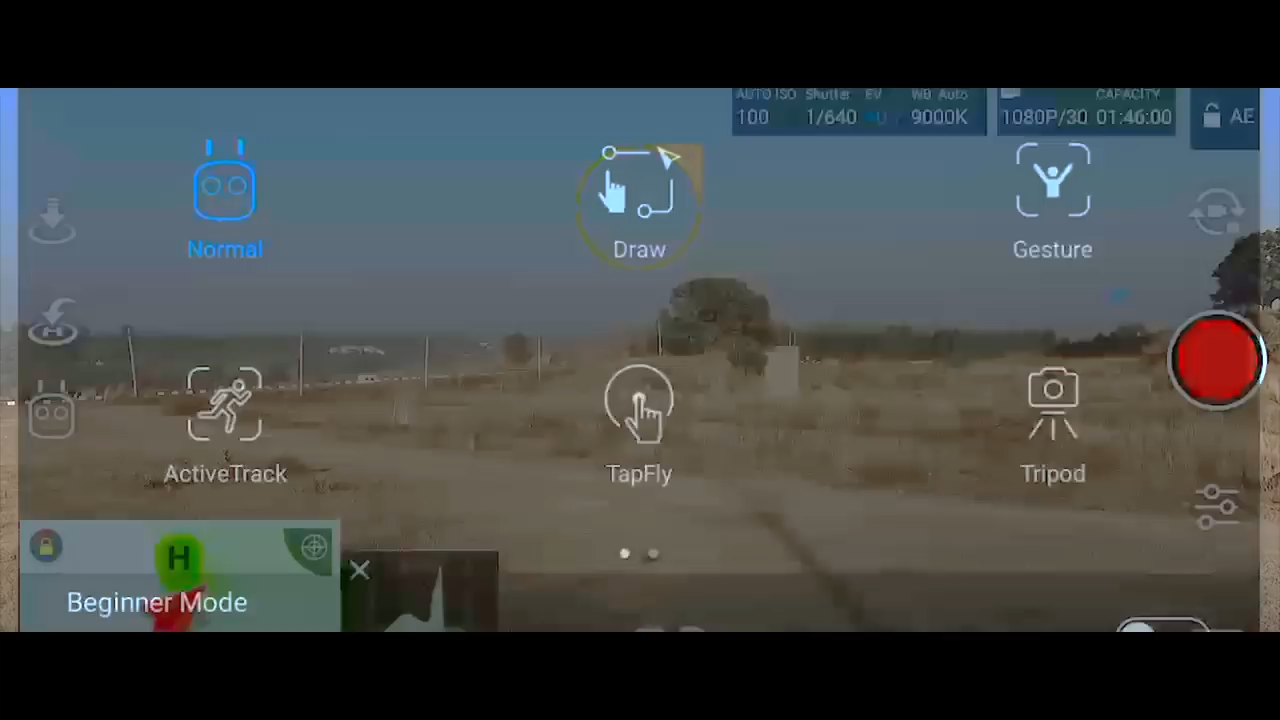 AUTO ISO Shutter EV WB Auto CAPACITY
100 1/640 9000K 1080P/30 01:46:00 AE
Normal Draw Gesture
ActiveTrack TapFly Tripod
H
Beginner Mode